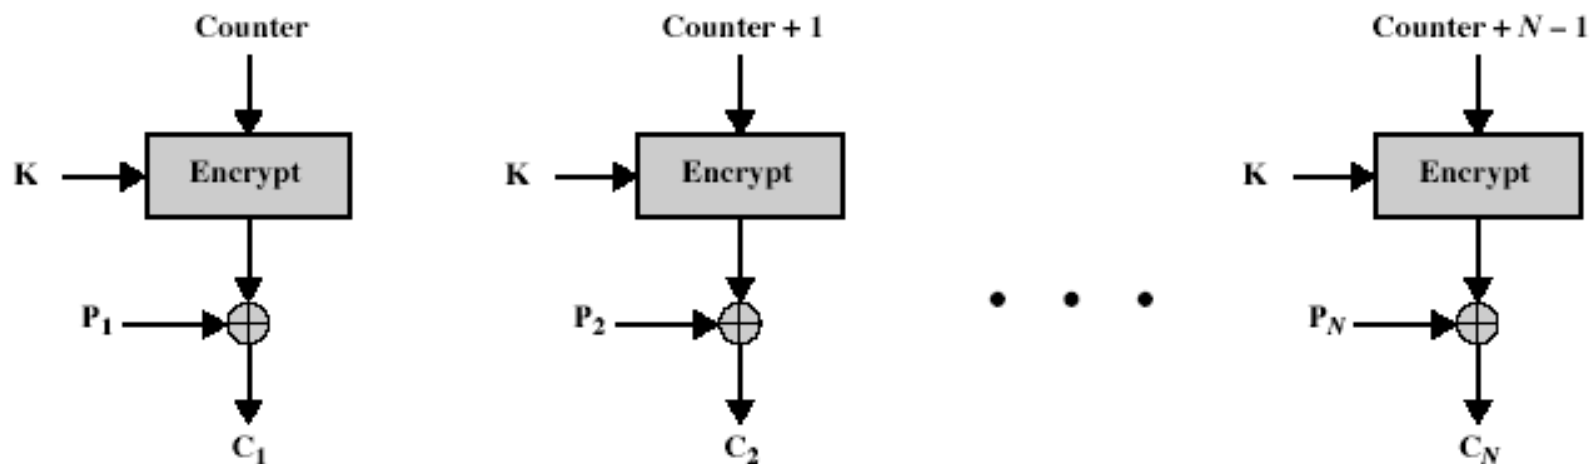 Counter Counter + 1 Counter + N – 1
K Encrypt K Encrypt K Encrypt
P1 P2 PN
C1 C2 CN